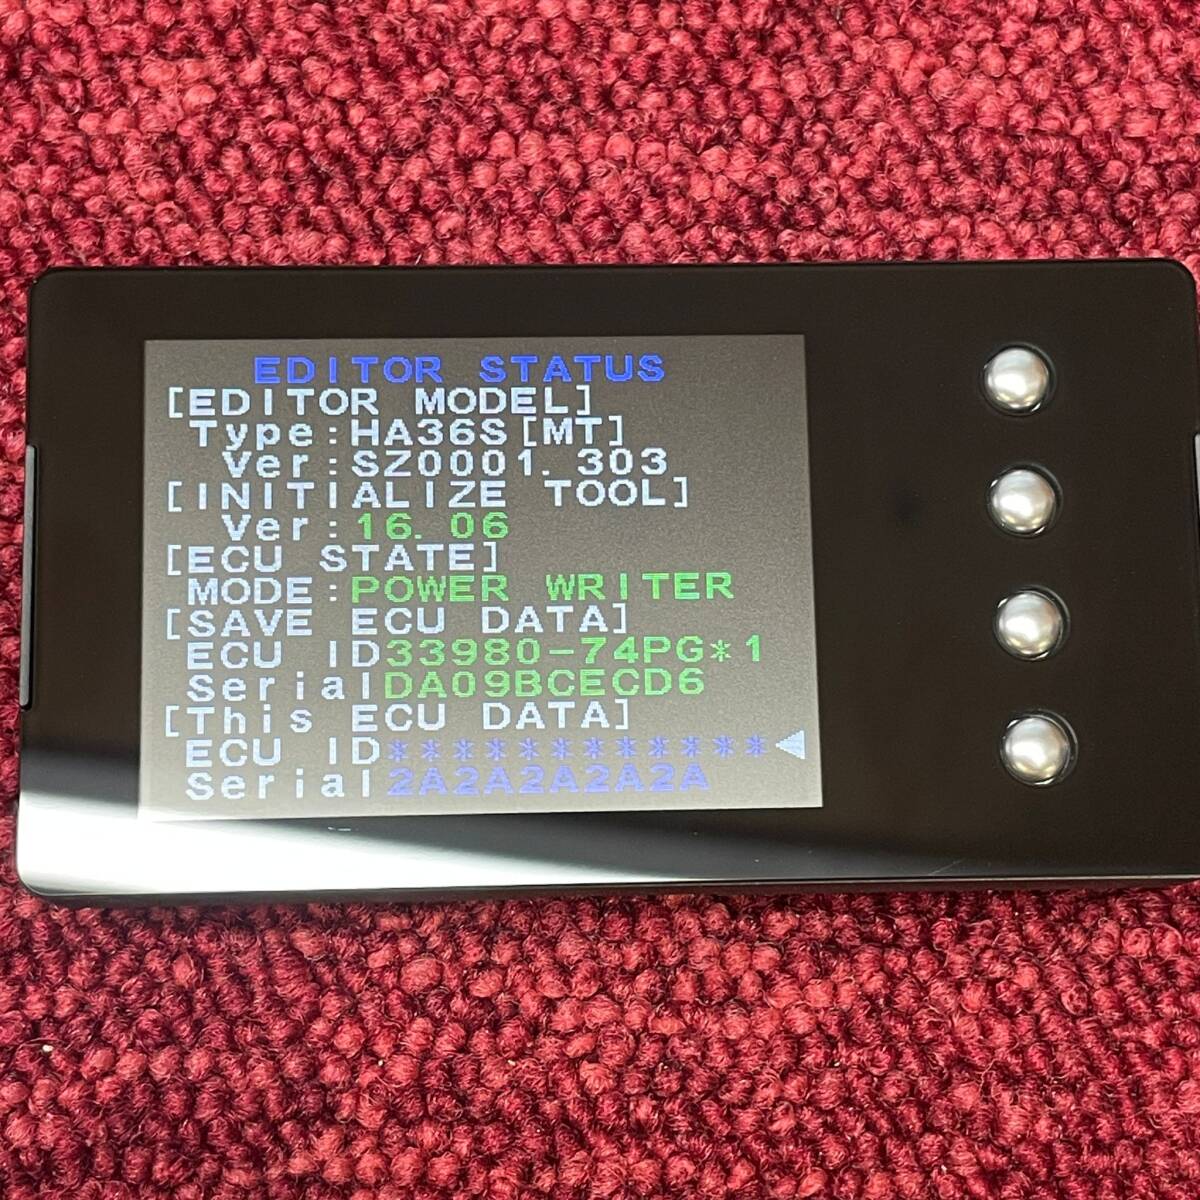 EDITOR STATUS
[EDITOR MODEL]
Type:HA36S[MT]
Ver:SZ0001.303
[INITIALIZE TOOL]
Ver:16.06
[ECU STATE]
MODE:POWER WRITER
[SAVE ECU DATA]
ECU ID33980-74PG*1
SerialDA09BCECD6
[This ECU DATA]
ECU ID************
Serial2A2A2A2A2A